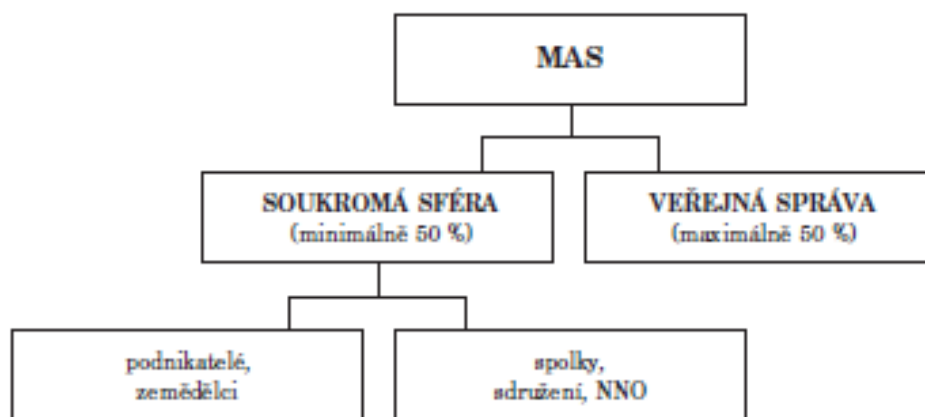 MAS
SOUKROMÁ SFÉRA
(minimálně 50 %)
VEŘEJNÁ SPRÁVA
(maximálně 50 %)
podnikatelé,
zemědělci
spolky,
sdružení, NNO